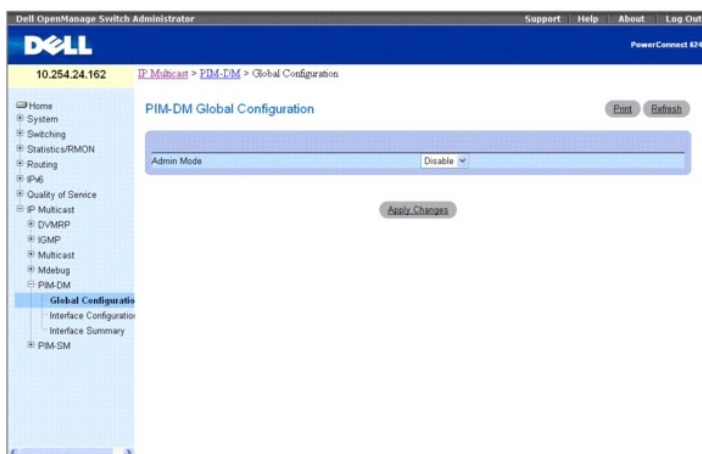 Dell OpenManage Switch Administrator Support Help About Log Out
DELL
PowerConnect 624
10.254.24.162
IP Multicast > PIM-DM > Global Configuration
Home
System
Switching
Statistics/RMON
Routing
IPv6
Quality of Service
IP Multicast
DVMRP
IGMP
Multicast
Mdebug
PIM-DM
Global Configuratio
Interface Configuration
Interface Summary
PIM-SM
PIM-DM Global Configuration
Print Refresh
Admin Mode Disable
Apply Changes